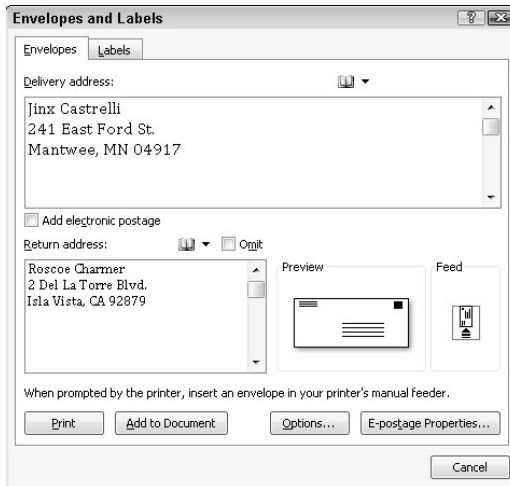 Envelopes and Labels
Envelopes Labels
Delivery address:
Jinx Castrelli
241 East Ford St.
Mantwee, MN 04917
Add electronic postage
Return address: Omit
Roscoe Charmer
2 Del La Torre Blvd.
Isla Vista, CA 92879
Preview Feed
When prompted by the printer, insert an envelope in your printer's manual feeder.
Print Add to Document Options... E-postage Properties...
Cancel